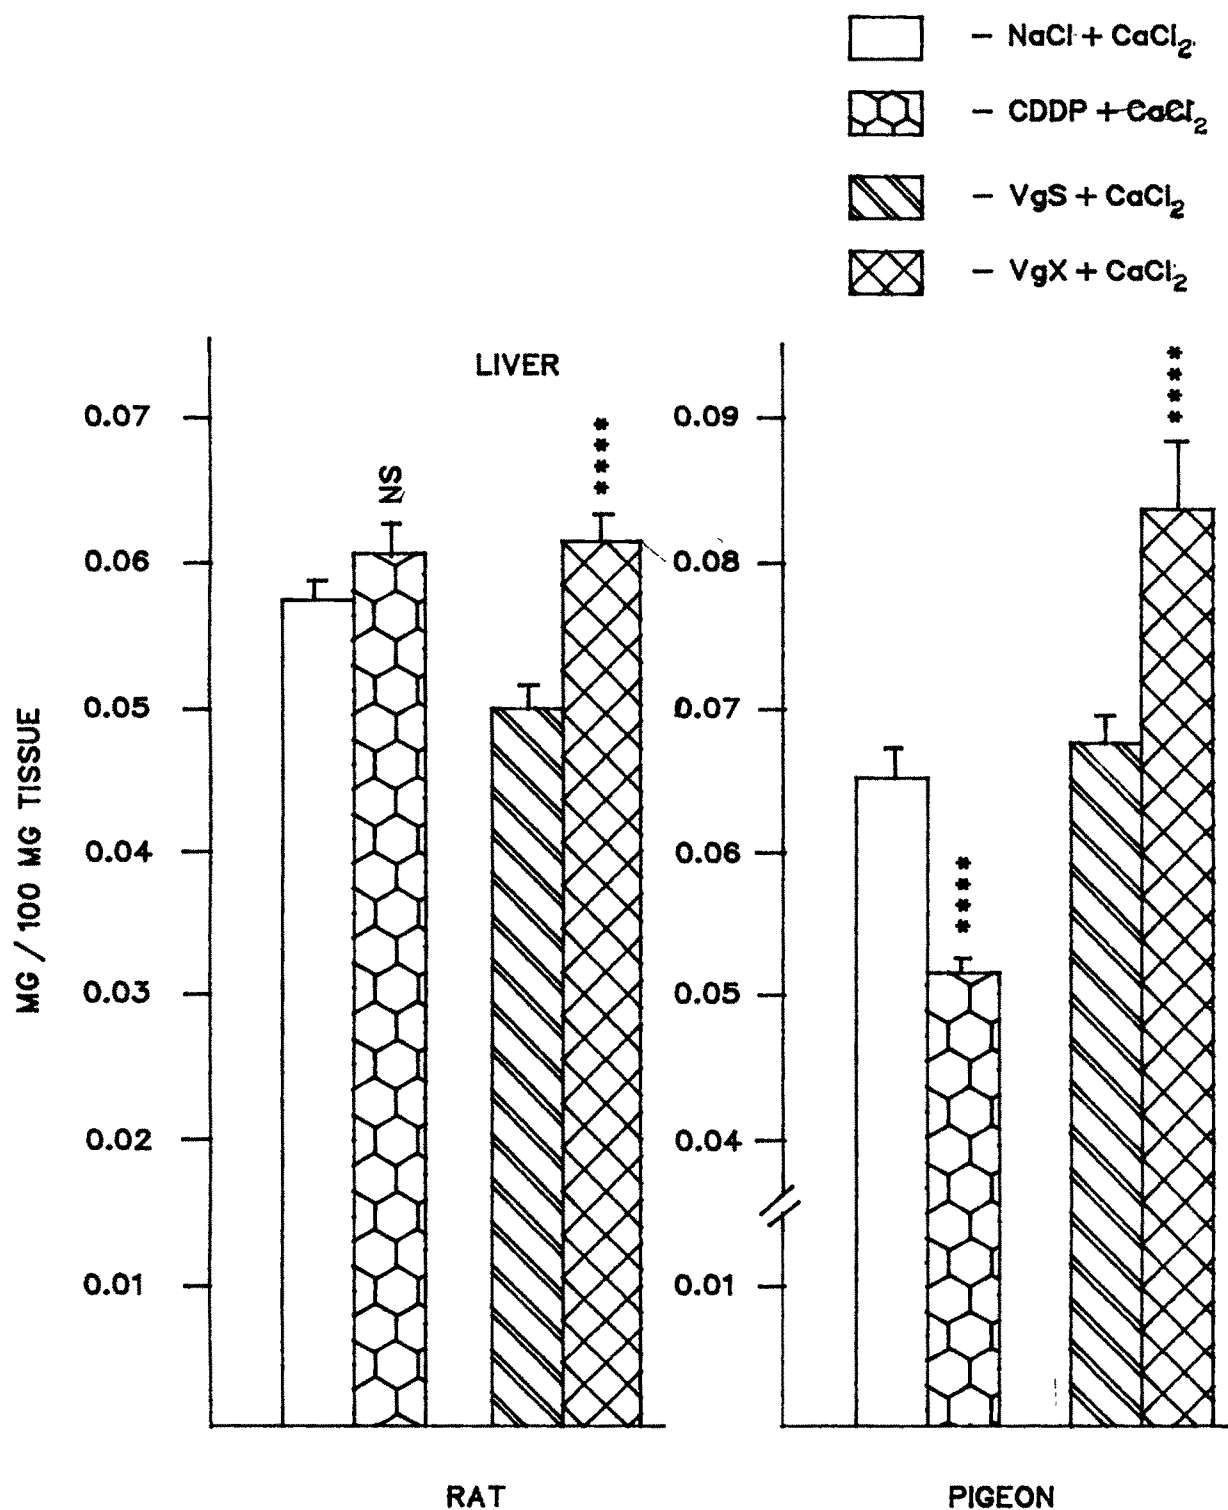 - NaCl + CaCl₂
- CDDP + CaCl₂
- VgS + CaCl₂
- VgX + CaCl₂
LIVER
MG / 100 MG TISSUE
0.07
0.06
0.05
0.04
0.03
0.02
0.01
NS
****
RAT
0.09
0.08
0.07
0.06
0.05
0.04
0.01
****
****
PIGEON